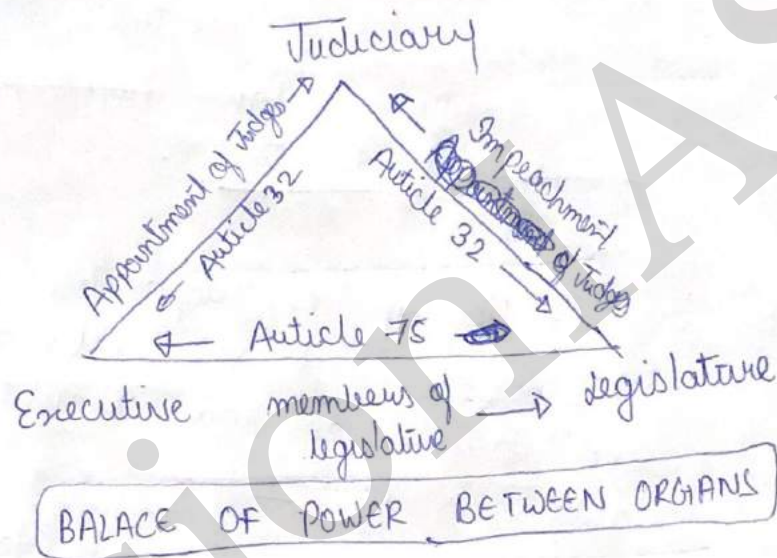 Judiciary
Appointment of Judges →
← Article 32
← Impeachment
of Judges
Article 32 →
← Article 75
Executive
members of →
legislative
Legislature
BALACE OF POWER BETWEEN ORGANS